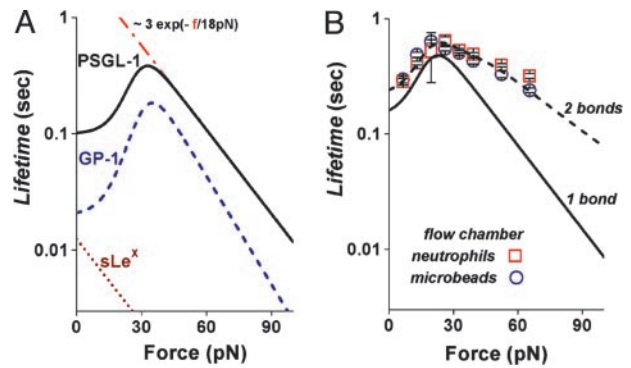 A
~ 3 exp(- f/18pN)
PSGL-1
GP-1
sLeˣ
Lifetime (sec)
1
0.1
0.01
0 30 60 90
Force (pN)
B
2 bonds
1 bond
flow chamber
neutrophils
microbeads
Lifetime (sec)
1
0.1
0.01
0 30 60 90
Force (pN)